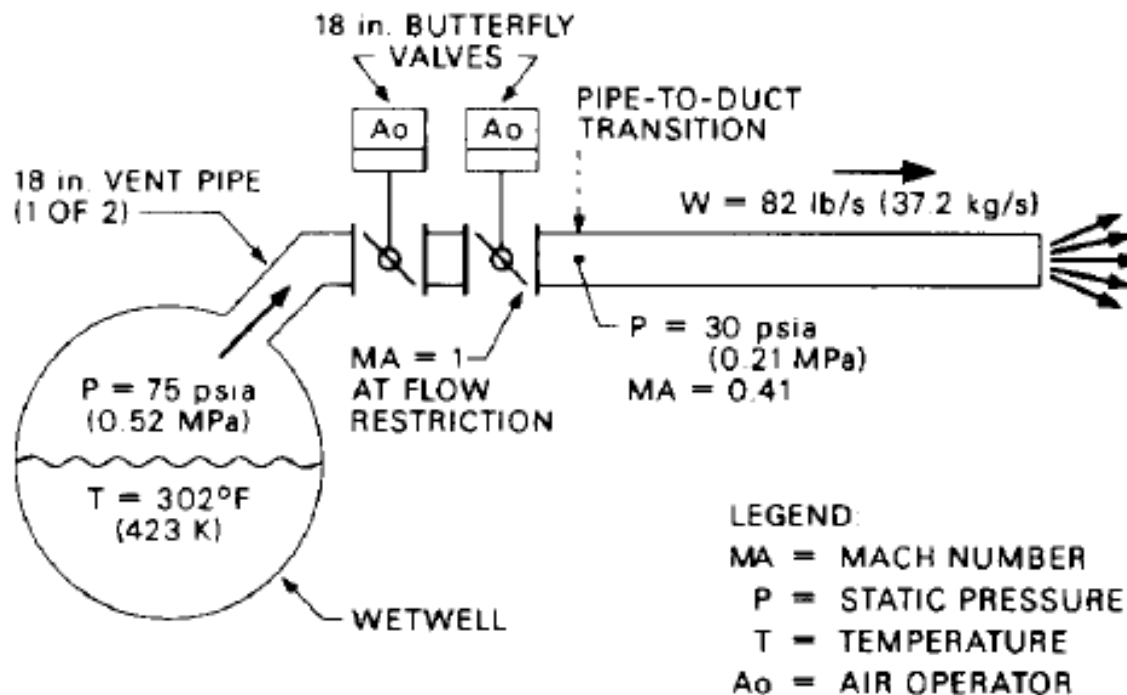 18 in. BUTTERFLY
VALVES
Ao
Ao
PIPE-TO-DUCT
TRANSITION
18 in. VENT PIPE
(1 OF 2)
W = 82 lb/s (37.2 kg/s)
P = 30 psia
(0.21 MPa)
MA = 0.41
MA = 1
AT FLOW
RESTRICTION
P = 75 psia
(0.52 MPa)
T = 302°F
(423 K)
WETWELL
LEGEND:
MA = MACH NUMBER
P = STATIC PRESSURE
T = TEMPERATURE
Ao = AIR OPERATOR